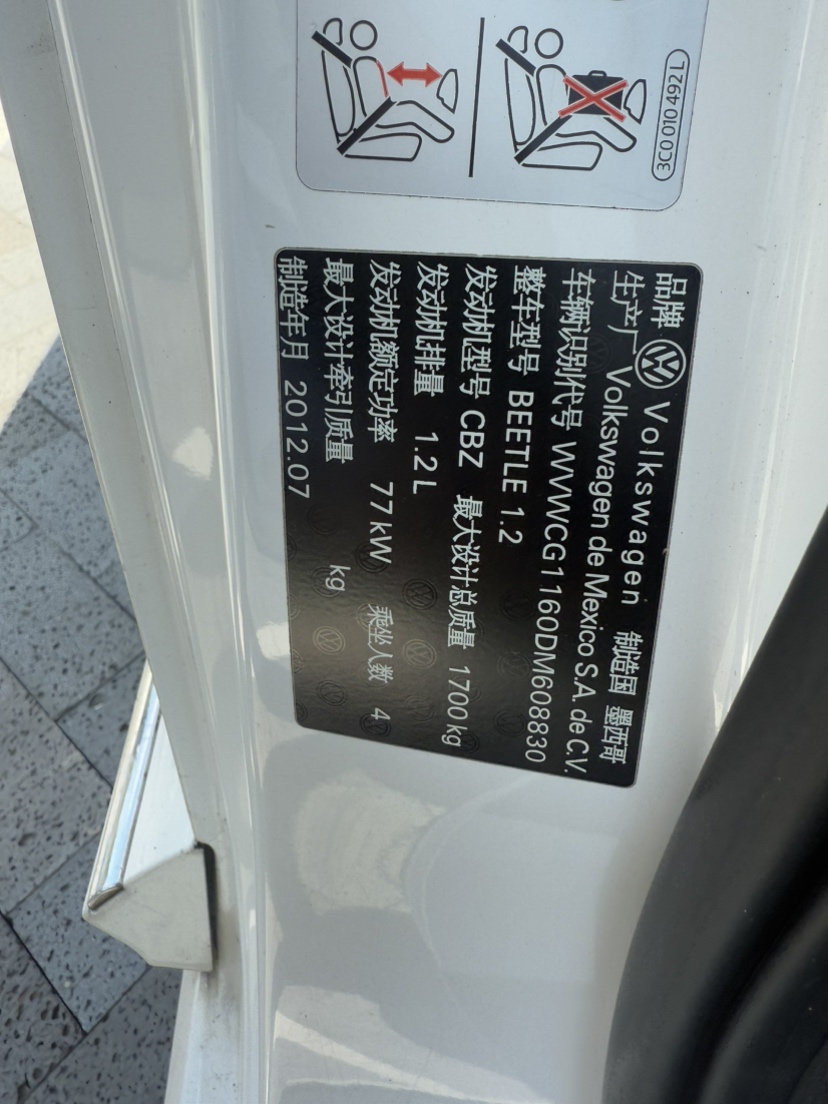 3C0 010 492 L
品牌 Volkswagen 制造国 墨西哥
生产厂 Volkswagen de Mexico S.A. de C.V.
车辆识别代号 WVWCG1160DM608830
整车型号 BEETLE 1.2
发动机型号 CBZ 最大设计总质量 1700 kg
发动机排量 1.2 L
发动机额定功率 77 kW 乘坐人数 4
最大设计牵引质量 kg
制造年月 2012.07